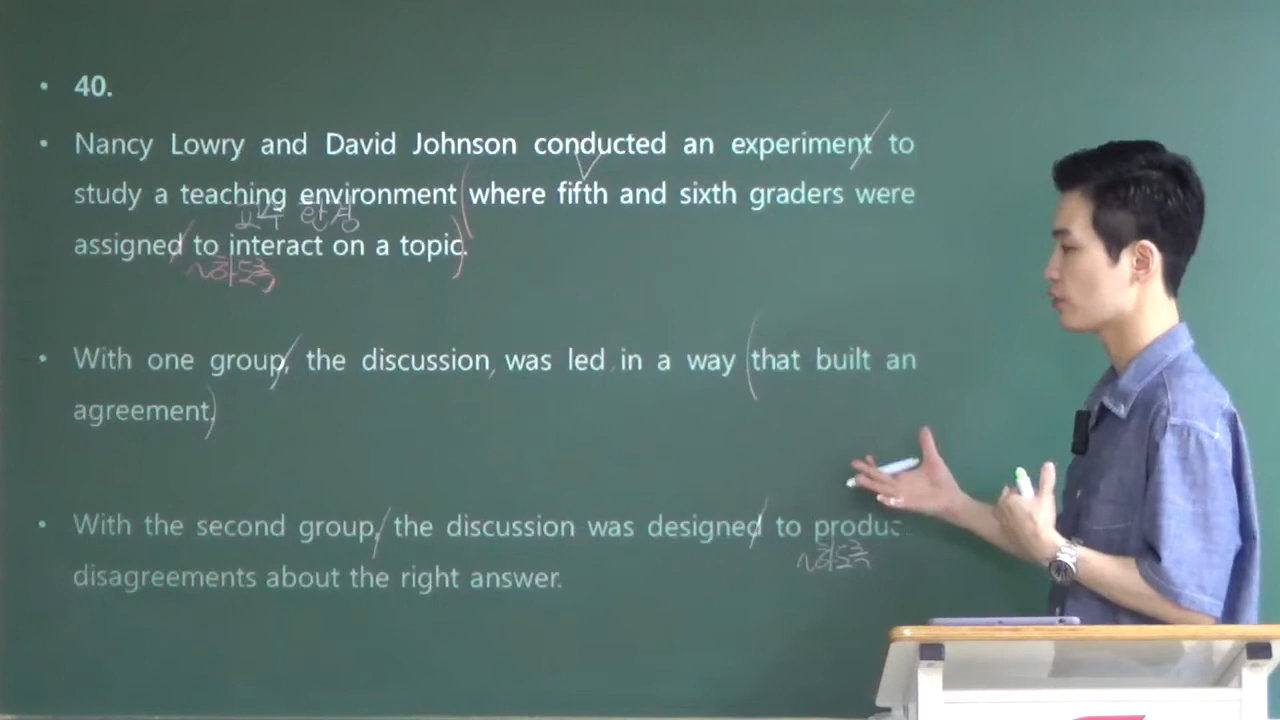 • 40.
• Nancy Lowry and David Johnson conducted an experiment to
study a teaching environment where fifth and sixth graders were
교수 환경
assigned to interact on a topic.
~하도록
• With one group, the discussion was led in a way that built an
agreement.
• With the second group, the discussion was designed to produc
~하도록
disagreements about the right answer.